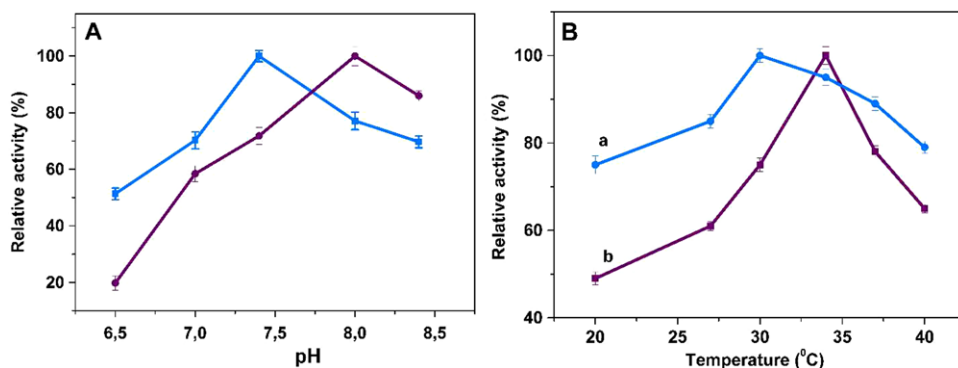 A
Relative activity (%)
100
80
60
40
20
6,5 7,0 7,5 8,0 8,5
pH
B
Relative activity (%)
100
80
60
40
a
b
20 25 30 35 40
Temperature (⁰C)